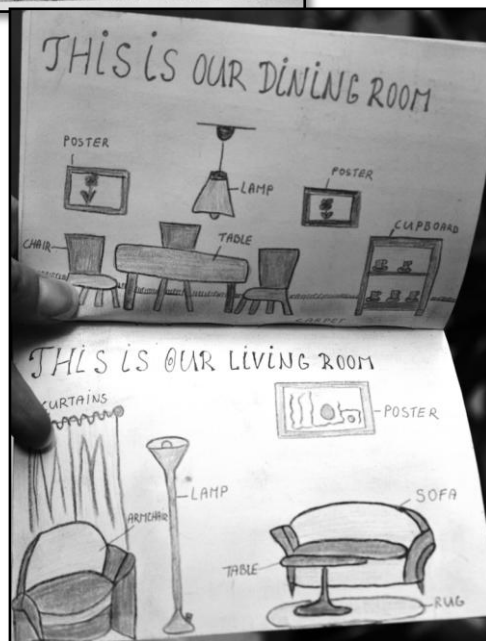 THIS IS OUR DINING ROOM
POSTER
LAMP
POSTER
CHAIR
TABLE
CUPBOARD
CARPET
THIS IS OUR LIVING ROOM
CURTAINS
POSTER
LAMP
SOFA
ARMCHAIR
TABLE
RUG